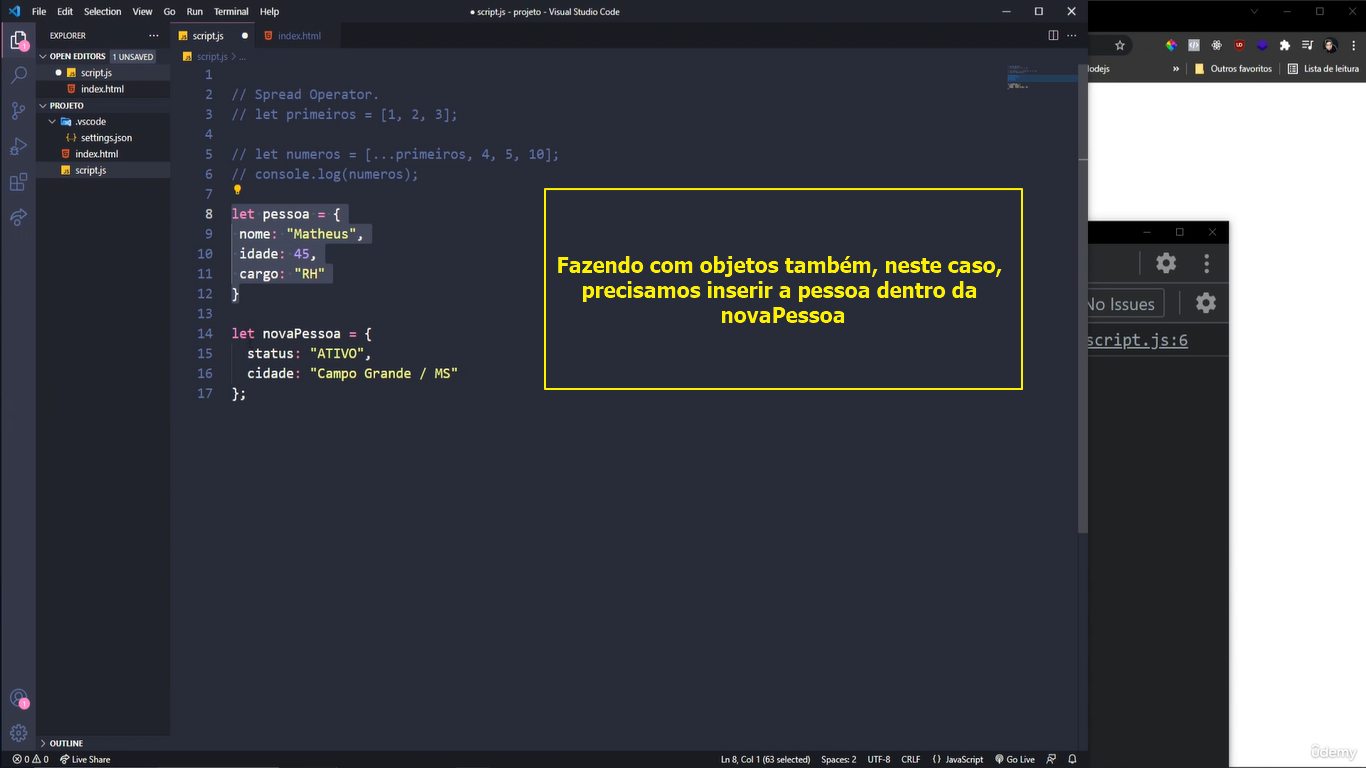 File Edit Selection View Go Run Terminal Help
● script.js - projeto - Visual Studio Code
EXPLORER
script.js
index.html
OPEN EDITORS 1 UNSAVED
script.js > ...
script.js
index.html
PROJETO
.vscode
settings.json
index.html
script.js
OUTLINE
1
2 // Spread Operator.
3 // let primeiros = [1, 2, 3];
4
5 // let numeros = [...primeiros, 4, 5, 10];
6 // console.log(numeros);
7
8 let pessoa = {
9 nome: "Matheus",
10 idade: 45,
11 cargo: "RH"
12 }
13
14 let novaPessoa = {
15 status: "ATIVO",
16 cidade: "Campo Grande / MS"
17 };
Fazendo com objetos também, neste caso,
precisamos inserir a pessoa dentro da
novaPessoa
odejs » Outros favoritos Lista de leitura
No Issues
script.js:6
1
1
0 0 Live Share
Ln 8, Col 1 (63 selected) Spaces: 2 UTF-8 CRLF {} JavaScript Go Live
ûdemy